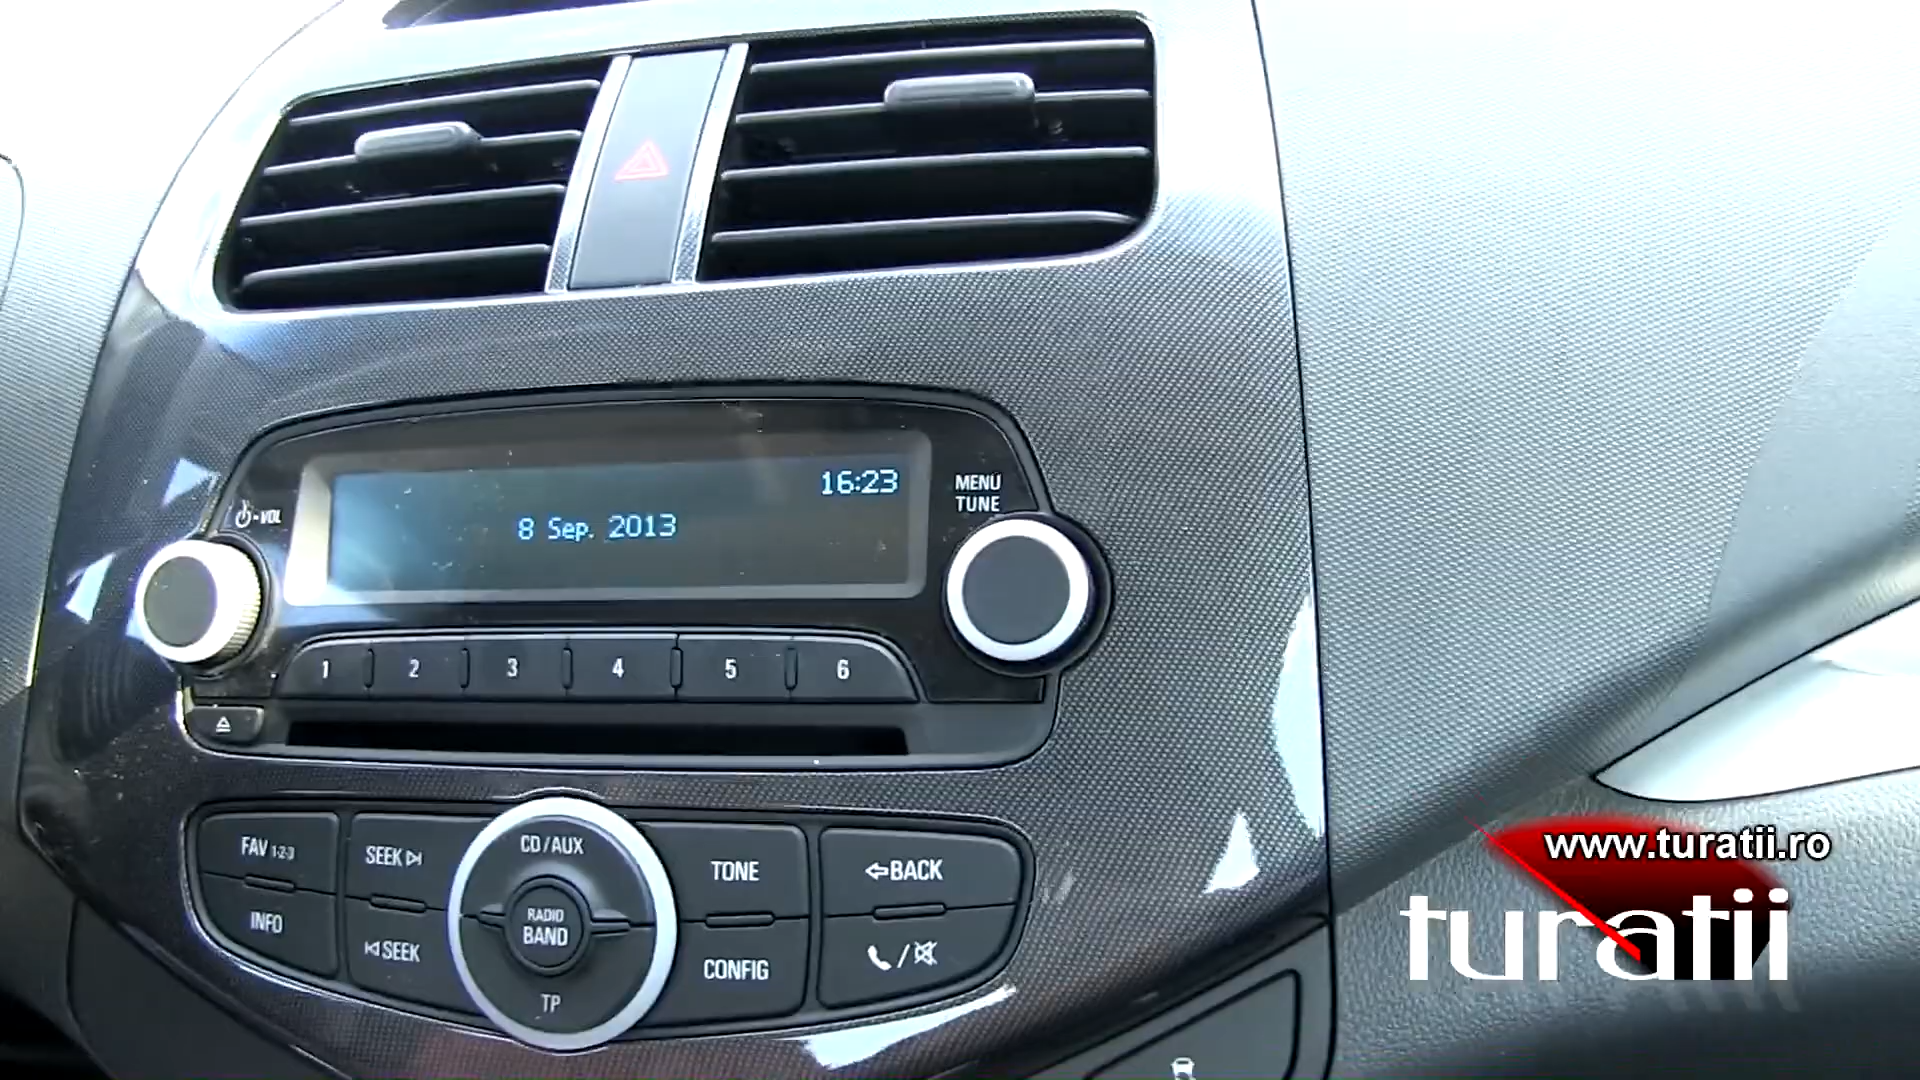 16:23
8 Sep. 2013
MENU
TUNE
-VOL
1 2 3 4 5 6
FAV 1-2-3
SEEK
CD/AUX
TONE
BACK
INFO
SEEK
RADIO
BAND
CONFIG
/
TP
www.turatii.ro
turatii